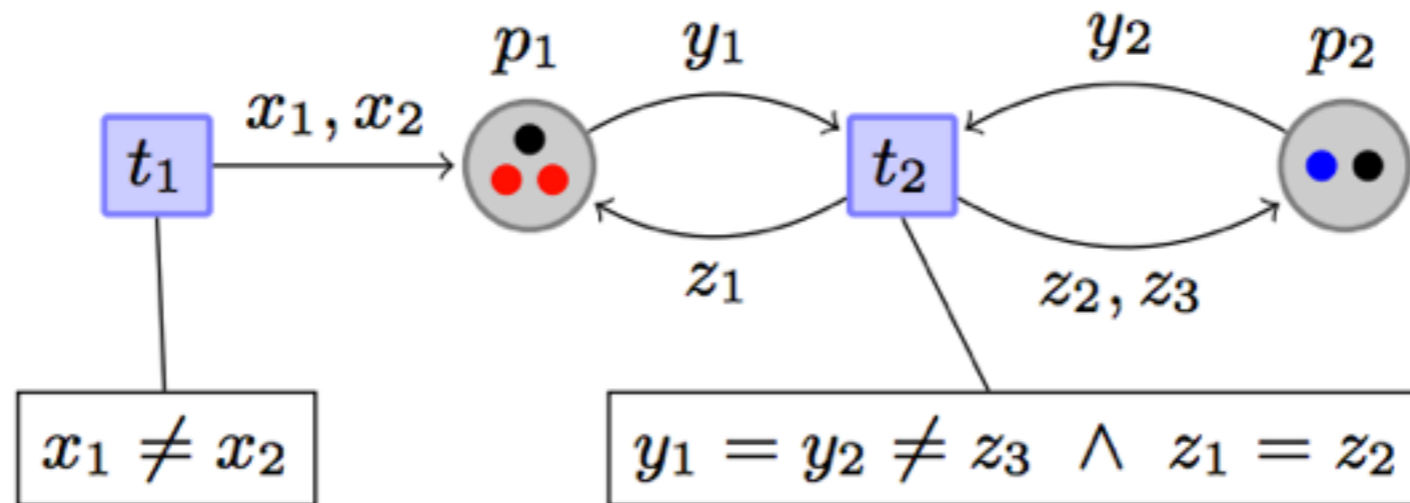 p₁ y₁ y₂ p₂
x₁, x₂
t₁ t₂
z₁ z₂, z₃
x₁ ≠ x₂ y₁ = y₂ ≠ z₃ ∧ z₁ = z₂